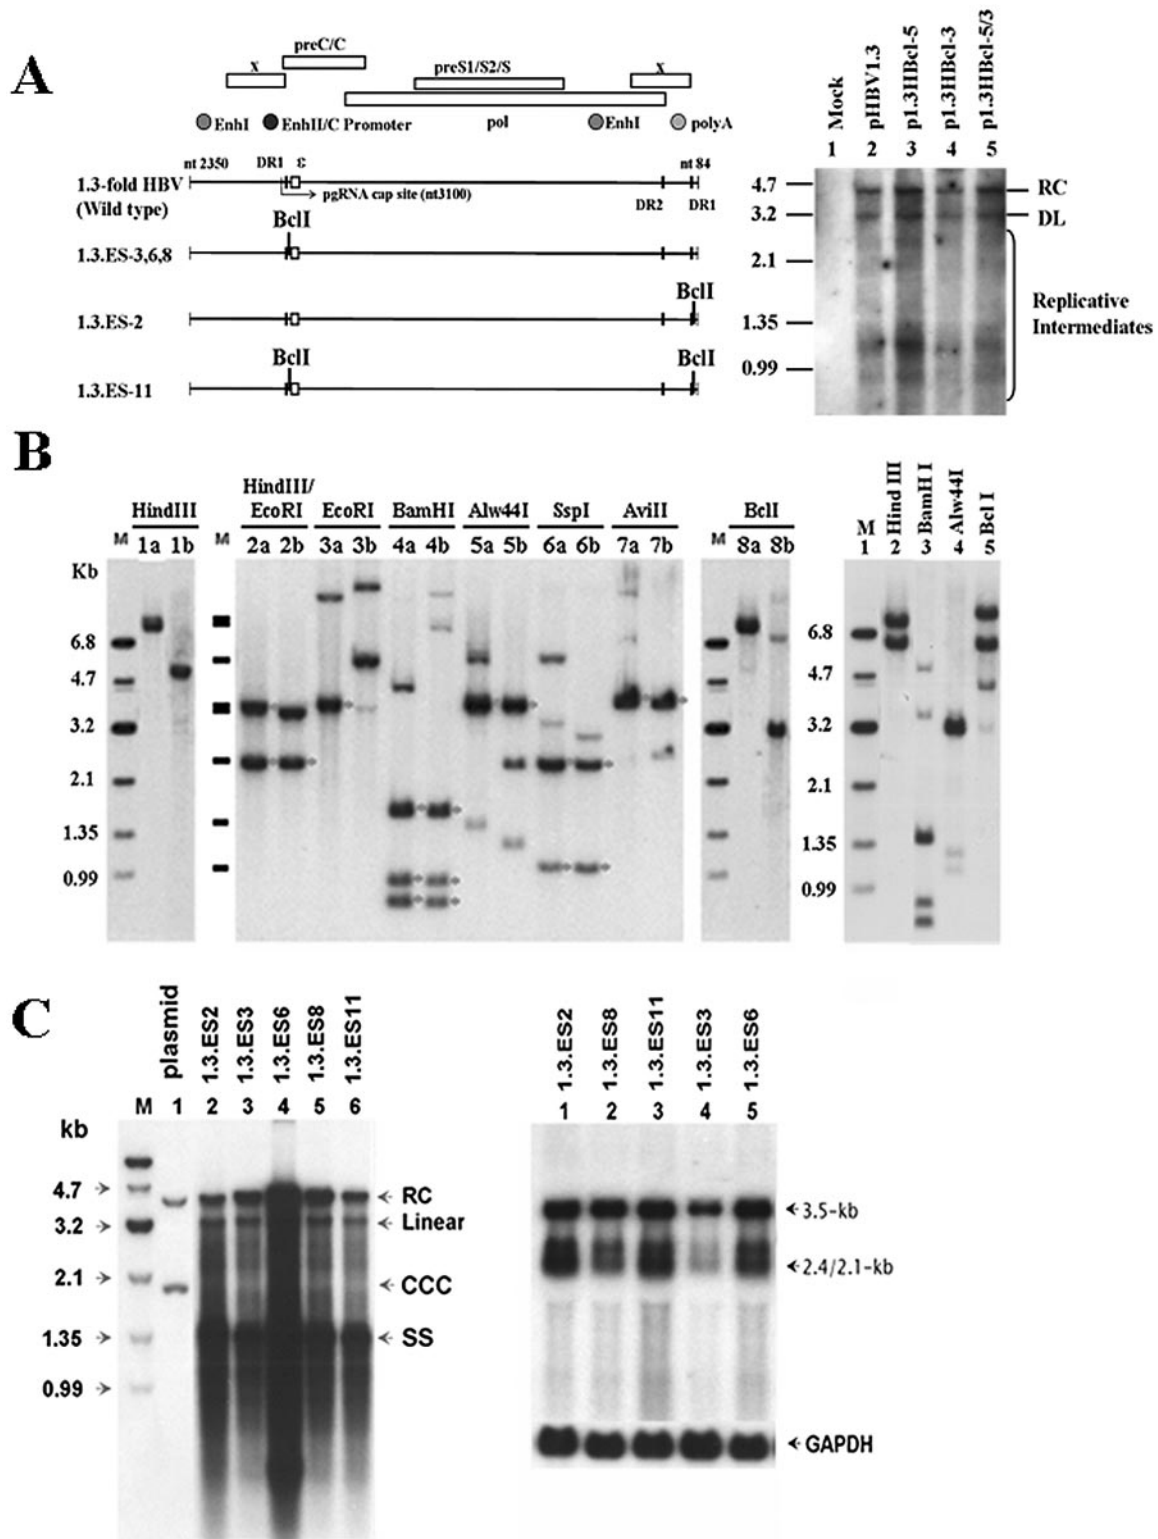 A
preC/C
x
preS1/S2/S
x
EnhI
EnhII/C Promoter
pol
EnhI
polyA
nt 2350
DR1
ε
nt 84
1.3-fold HBV
(Wild type)
pgRNA cap site (nt3100)
DR2
DR1
BclI
1.3.ES-3,6,8
BclI
1.3.ES-2
BclI
BclI
1.3.ES-11
Mock
pHBV1.3
p1.3HBcl-5
p1.3HBcl-3
p1.3HBcl-5/3
1 2 3 4 5
4.7
3.2
2.1
1.35
0.99
RC
DL
Replicative
Intermediates
B
HindIII
HindIII/
EcoRI
EcoRI
BamHI
Alw44I
SspI
AviII
BclI
M 1a 1b
M 2a 2b 3a 3b 4a 4b 5a 5b 6a 6b 7a 7b
M 8a 8b
Kb
6.8
4.7
3.2
2.1
1.35
0.99
Hind III
BamH I
Alw44I
Bcl I
M
1 2 3 4 5
6.8
4.7
3.2
2.1
1.35
0.99
C
plasmid
1.3.ES2
1.3.ES3
1.3.ES6
1.3.ES8
1.3.ES11
M 1 2 3 4 5 6
kb
4.7
3.2
2.1
1.35
0.99
RC
Linear
CCC
SS
1.3.ES2
1.3.ES8
1.3.ES11
1.3.ES3
1.3.ES6
1 2 3 4 5
3.5-kb
2.4/2.1-kb
GAPDH